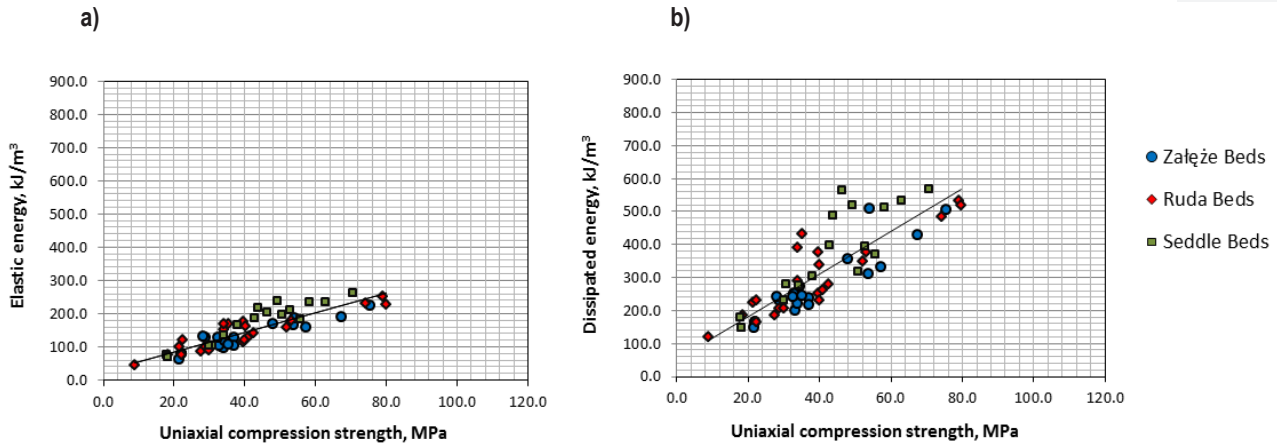 a)
900.0
800.0
700.0
600.0
500.0
400.0
300.0
200.0
100.0
0.0
0.0 20.0 40.0 60.0 80.0 100.0 120.0
Elastic energy, kJ/m³
Uniaxial compression strength, MPa
b)
900.0
800.0
700.0
600.0
500.0
400.0
300.0
200.0
100.0
0.0
0.0 20.0 40.0 60.0 80.0 100.0 120.0
Dissipated energy, kJ/m³
Uniaxial compression strength, MPa
Załęże Beds
Ruda Beds
Seddle Beds